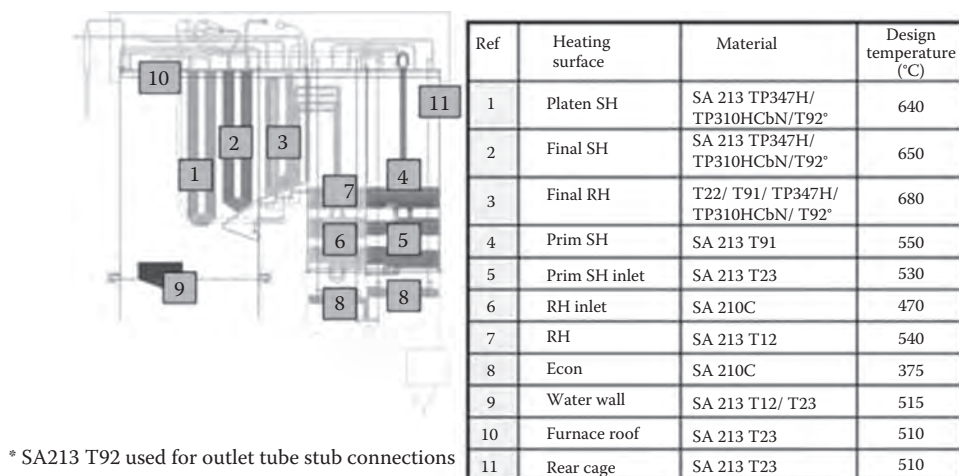 10
11
2
3
1
7
4
6
5
9
8
8
Ref Heating surface Material Design temperature (°C)
1 Platen SH SA 213 TP347H/ TP310HCbN/T92*
640
2 Final SH SA 213 TP347H/ TP310HCbN/T92*
650
3 Final RH T22/ T91/ TP347H/ TP310HCbN/ T92*
680
4 Prim SH SA 213 T91 550
5 Prim SH inlet SA 213 T23 530
6 RH inlet SA 210C 470
7 RH SA 213 T12 540
8 Econ SA 210C 375
9 Water wall SA 213 T12/ T23 515
10 Furnace roof SA 213 T23 510
11 Rear cage SA 213 T23 510
* SA213 T92 used for outlet tube stub connections